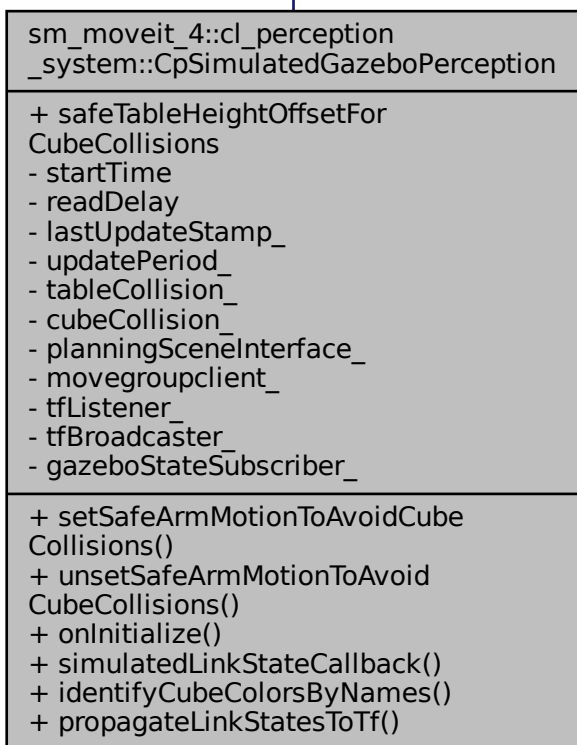 sm_moveit_4::cl_perception
_system::CpSimulatedGazeboPerception
+ safeTableHeightOffsetFor
CubeCollisions
- startTime
- readDelay
- lastUpdateStamp_
- updatePeriod_
- tableCollision_
- cubeCollision_
- planningSceneInterface_
- movegroupclient_
- tfListener_
- tfBroadcaster_
- gazeboStateSubscriber_
+ setSafeArmMotionToAvoidCube
Collisions()
+ unsetSafeArmMotionToAvoid
CubeCollisions()
+ onInitialize()
+ simulatedLinkStateCallback()
+ identifyCubeColorsByNames()
+ propagateLinkStatesToTf()